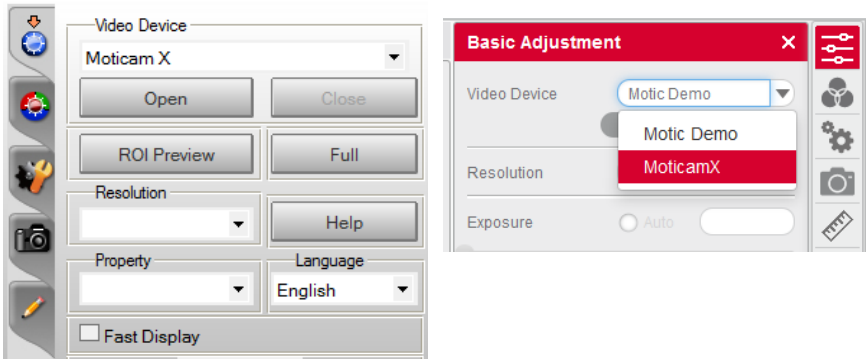 Video Device
Moticam X
Open Close
ROI Preview Full
Resolution
Help
Property Language
English
Fast Display
Basic Adjustment
Video Device Motic Demo
Motic Demo
MoticamX
Resolution
Exposure Auto